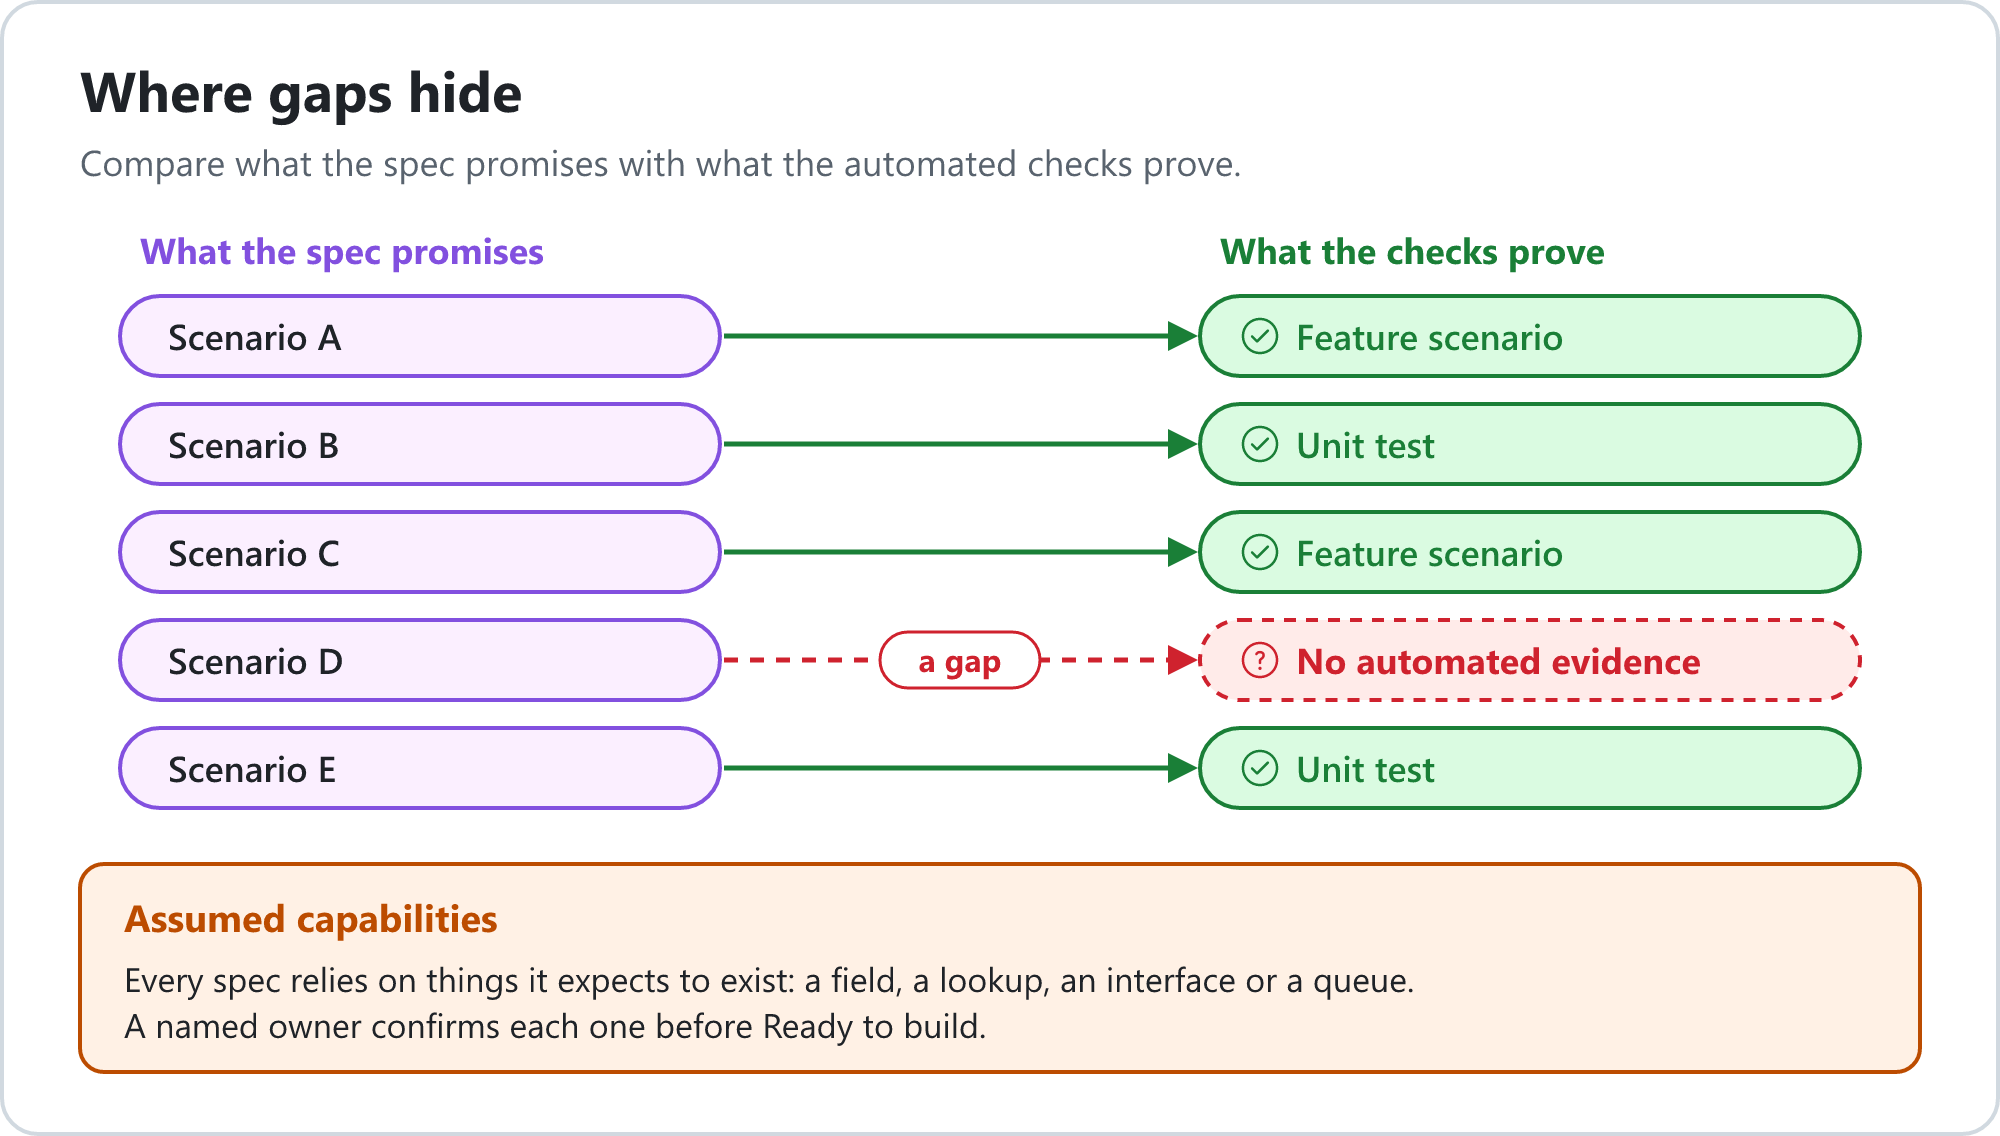 Where gaps hide
Compare what the spec promises with what the automated checks prove.
What the spec promises
What the checks prove
Scenario A
Feature scenario
Scenario B
Unit test
Scenario C
Feature scenario
Scenario D
a gap
No automated evidence
Scenario E
Unit test
Assumed capabilities
Every spec relies on things it expects to exist: a field, a lookup, an interface or a queue.
A named owner confirms each one before Ready to build.